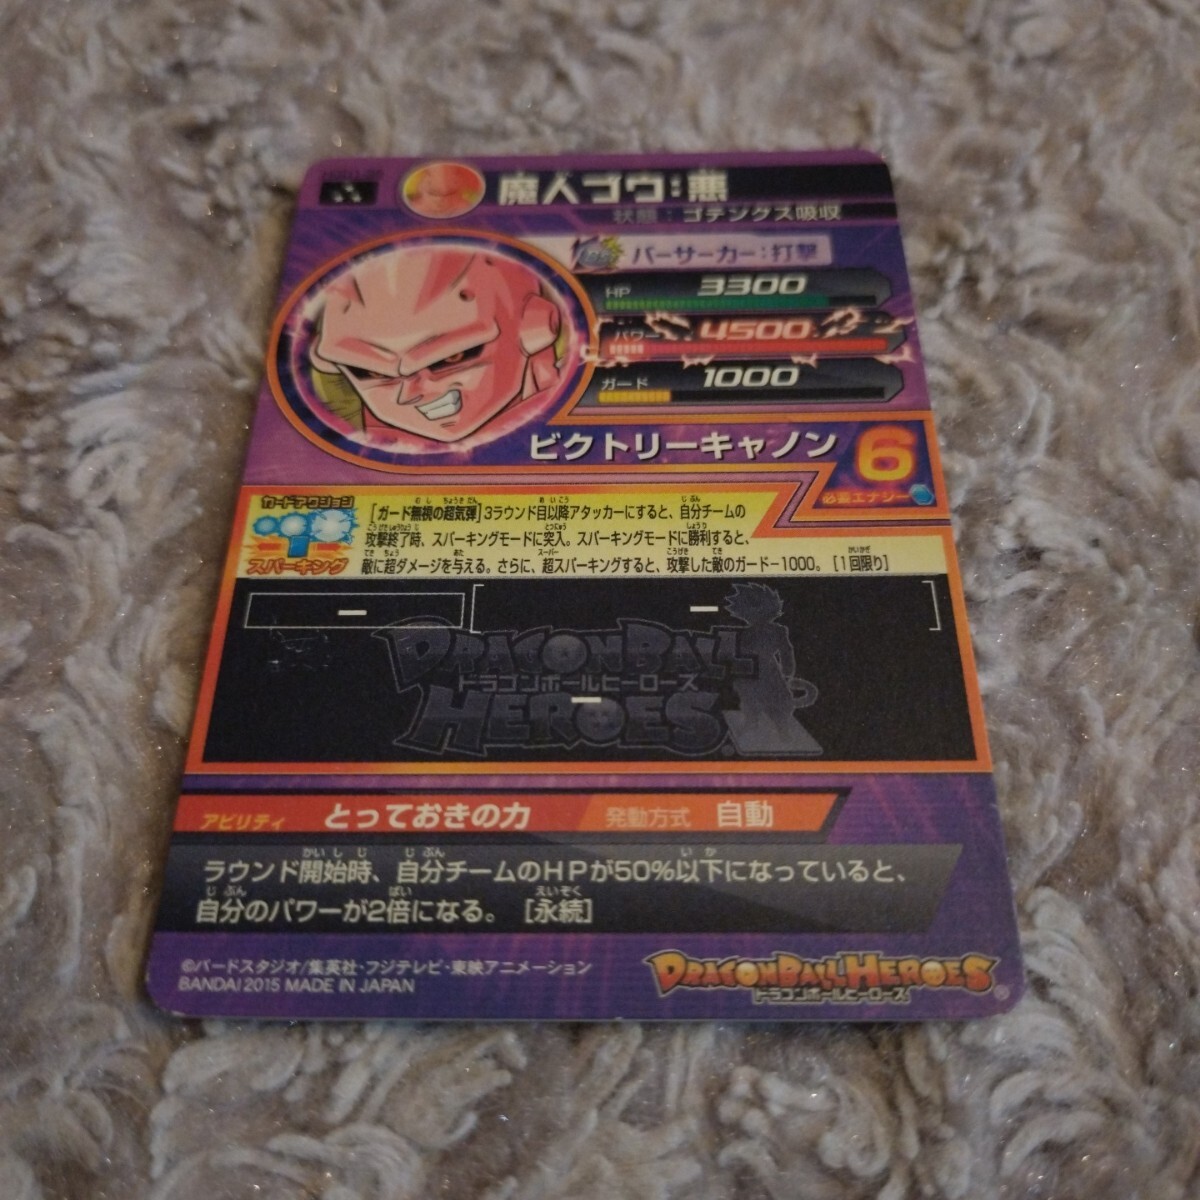 魔人ブウ:悪
状態:ゴテンクス吸収
バーサーカー:打撃
HP 3300
パワー 4500
ガード 1000
ビクトリーキャノン
6
必要エナジー
カードアクション
スパーキング
[ガード無視の超気弾]3ラウンド目以降アタッカーにすると、自分チームの
攻撃終了時、スパーキングモードに突入。スパーキングモードに勝利すると、
敵に超ダメージを与える。さらに、超スパーキングすると、攻撃した敵のガード-1000。[1回限り]
ー
ー
ー
DRAGONBALL
ドラゴンボールヒーローズ
HEROES
アビリティ とっておきの力 発動方式 自動
ラウンド開始時、自分チームのHPが50%以下になっていると、
自分のパワーが2倍になる。[永続]
©バードスタジオ/集英社・フジテレビ・東映アニメーション
BANDAI 2015 MADE IN JAPAN
DRAGONBALL HEROES
ドラゴンボールヒーローズ